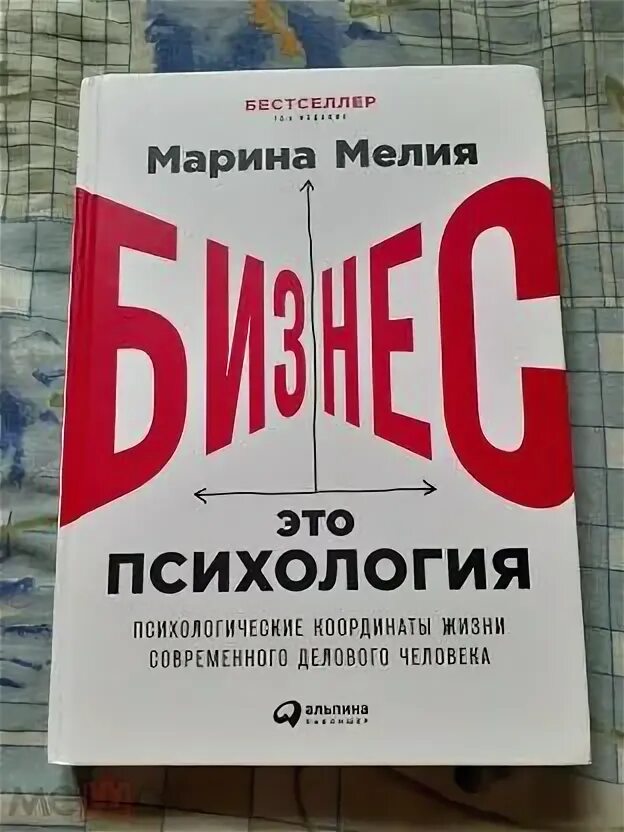 БЕСТСЕЛЛЕР
Марина Мелия
БИЗНЕС
ЭТО
ПСИХОЛОГИЯ
ПСИХОЛОГИЧЕСКИЕ КООРДИНАТЫ ЖИЗНИ
СОВРЕМЕННОГО ДЕЛОВОГО ЧЕЛОВЕКА
альпина